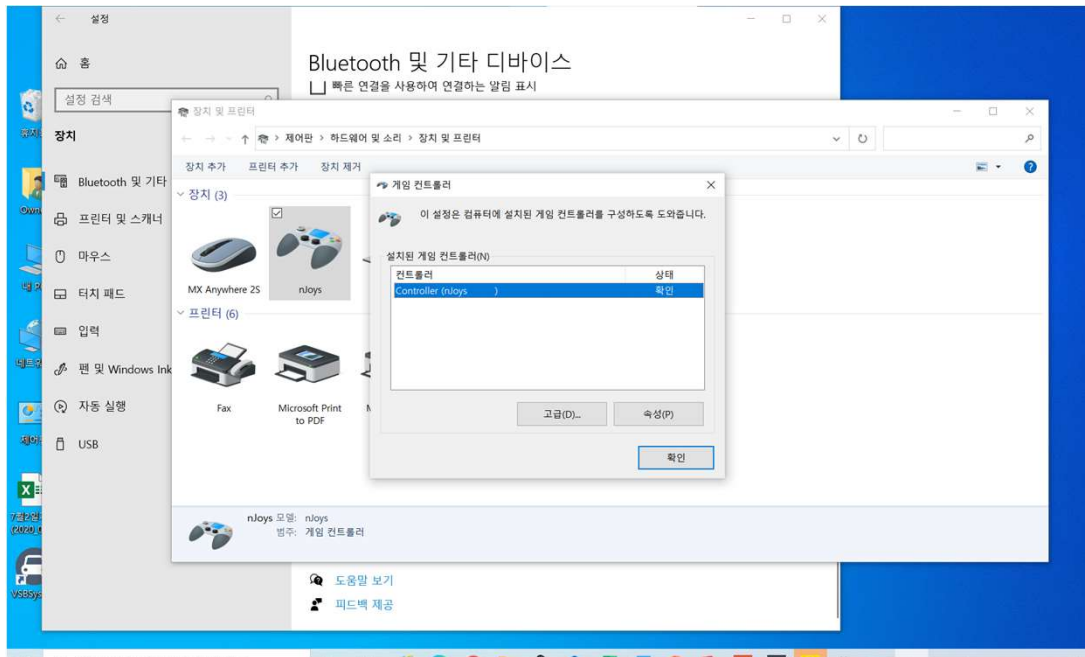 설정
홈
설정 검색
장치
Bluetooth 및 기타
프린터 및 스캐너
마우스
터치 패드
입력
펜 및 Windows Ink
자동 실행
USB
Bluetooth 및 기타 디바이스
빠른 연결을 사용하여 연결하는 알림 표시
장치 및 프린터
제어판 > 하드웨어 및 소리 > 장치 및 프린터
장치 추가 프린터 추가 장치 제거
장치 (3)
MX Anywhere 2S
nJoys
프린터 (6)
Fax
Microsoft Print
to PDF
게임 컨트롤러
이 설정은 컴퓨터에 설치된 게임 컨트롤러를 구성하도록 도와줍니다.
설치된 게임 컨트롤러(N)
컨트롤러 상태
Controller (nJoys ) 확인
고급(D)... 속성(P)
확인
nJoys 모델: nJoys
범주: 게임 컨트롤러
도움말 보기
피드백 제공